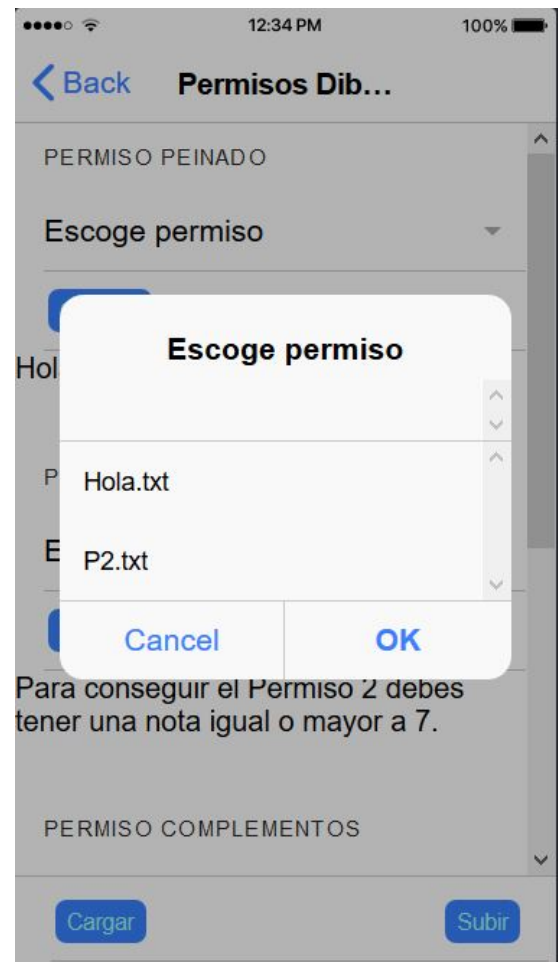 12:34 PM 100%
Back Permisos Dib…
PERMISO PEINADO
Escoge permiso
Escoge permiso
Hol
Hola.txt
P
P2.txt
E
Cancel OK
Para conseguir el Permiso 2 debes
tener una nota igual o mayor a 7.
PERMISO COMPLEMENTOS
Cargar Subir